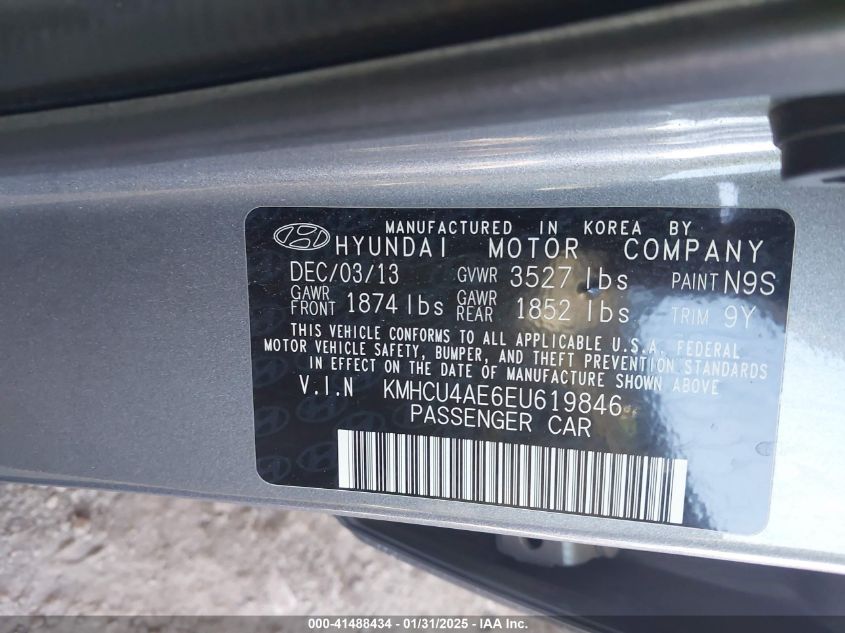 MANUFACTURED IN KOREA BY
HYUNDAI MOTOR COMPANY
DEC/03/13 GVWR 3527 lbs PAINT N9S
GAWR FRONT 1874 lbs GAWR REAR 1852 lbs TRIM 9Y
THIS VEHICLE CONFORMS TO ALL APPLICABLE U.S.A. FEDERAL
MOTOR VEHICLE SAFETY, BUMPER, AND THEFT PREVENTION STANDARDS
IN EFFECT ON THE DATE OF MANUFACTURE SHOWN ABOVE
V.I.N KMHCU4AE6EU619846
PASSENGER CAR
000-41488434 - 01/31/2025 - IAAI.com